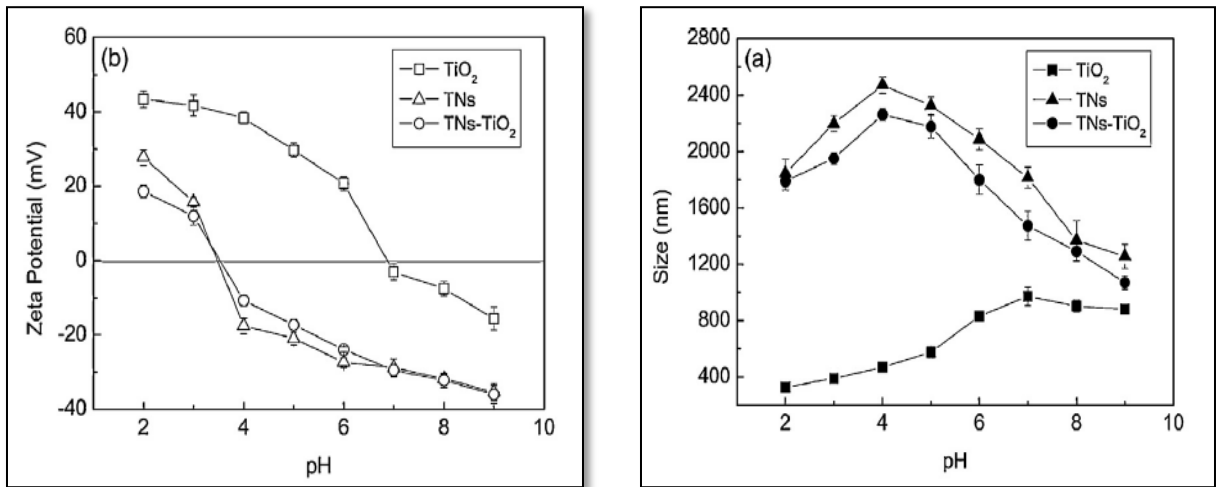 60
(b)
TiO2
TNs
TNs-TiO2
40
20
0
-20
-40
2
4
6
8
10
Zeta Potential (mV)
pH
2800
(a)
TiO2
TNs
TNs-TiO2
2400
2000
1600
1200
800
400
2
4
6
8
10
Size (nm)
pH